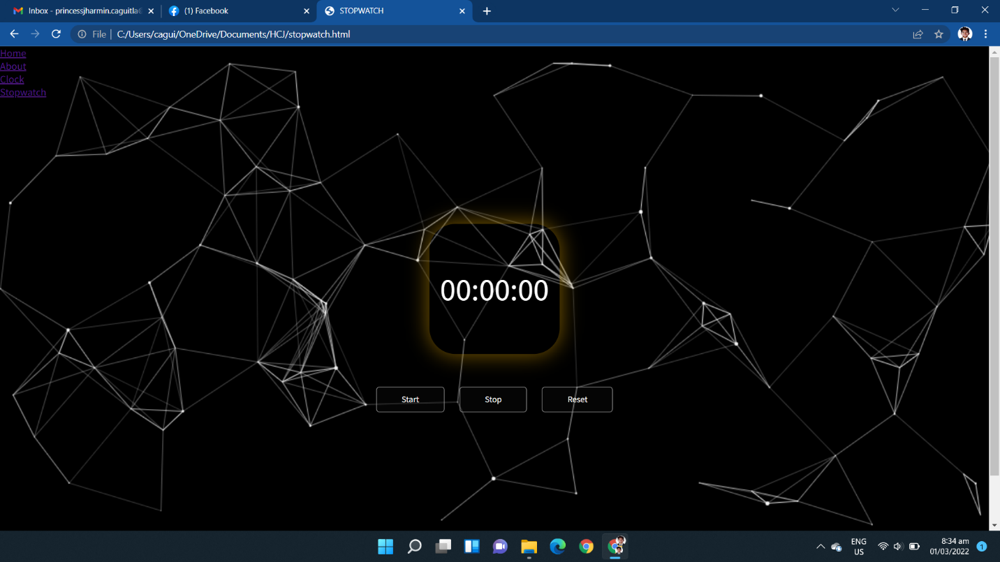 Inbox - princessjharmin.caguitla@
(1) Facebook
STOPWATCH
File | C:/Users/cagui/OneDrive/Documents/HCJ/stopwatch.html
Home
About
Clock
Stopwatch
00:00:00
Start Stop Reset
ENG
US
8:34 am
01/03/2022
1